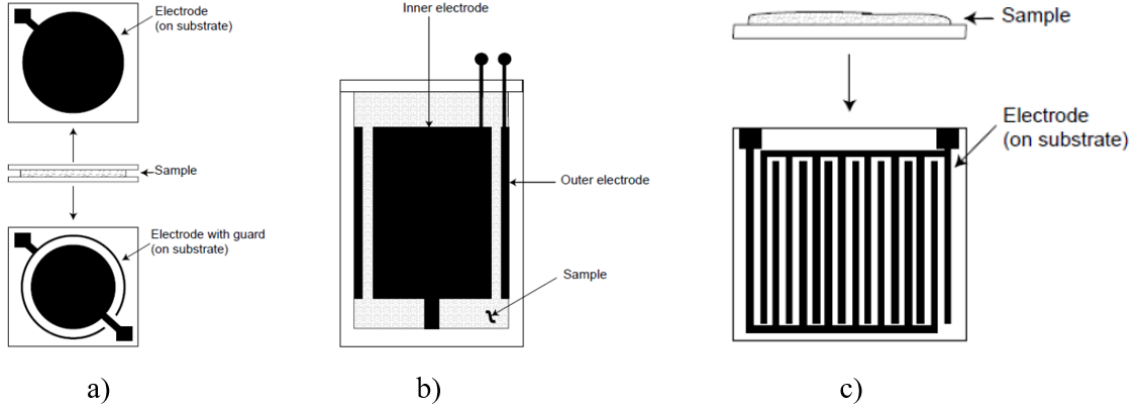 Electrode
(on substrate)
Sample
Electrode with guard
(on substrate)
a)
Inner electrode
Outer electrode
Sample
b)
Sample
Electrode
(on substrate)
c)